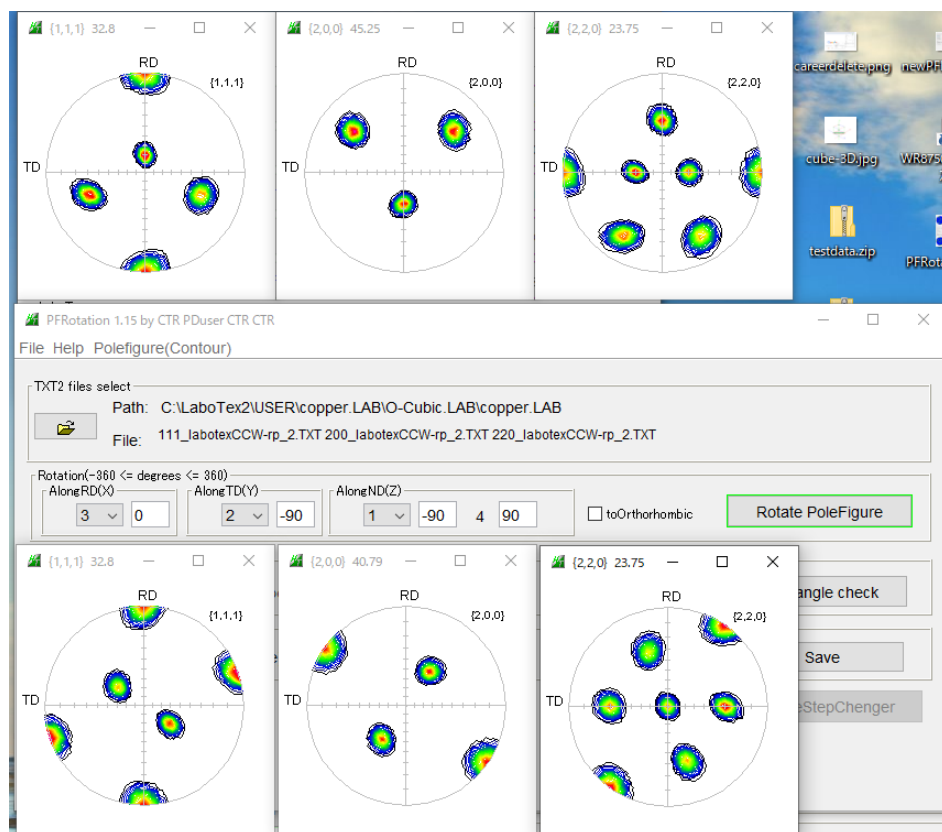 {1,1,1} 32.8
{2,0,0} 45.25
{2,2,0} 23.75
RD
{1,1,1}
TD
RD
{2,0,0}
RD
{2,2,0}
TD
careerdelete.png
cube-3D.jpg
testdata.zip
PFRotation 1.15 by CTR PDuser CTR CTR
File Help Polefigure(Contour)
TXT2 files select
Path: C:\LaboTex2\USER\copper.LAB\O-Cubic.LAB\copper.LAB
File: 111_labotexCCW-rp_2.TXT 200_labotexCCW-rp_2.TXT 220_labotexCCW-rp_2.TXT
Rotation(-360 <= degrees <= 360)
AlongRD(X) AlongTD(Y) AlongND(Z)
3 0 2 -90 1 -90 4 90 toOrthorhombic Rotate PoleFigure
{1,1,1} 32.8
{2,0,0} 40.79
{2,2,0} 23.75
angle check
Save
StepChenger
RD
{1,1,1}
TD
RD
{2,0,0}
TD
RD
{2,2,0}
TD